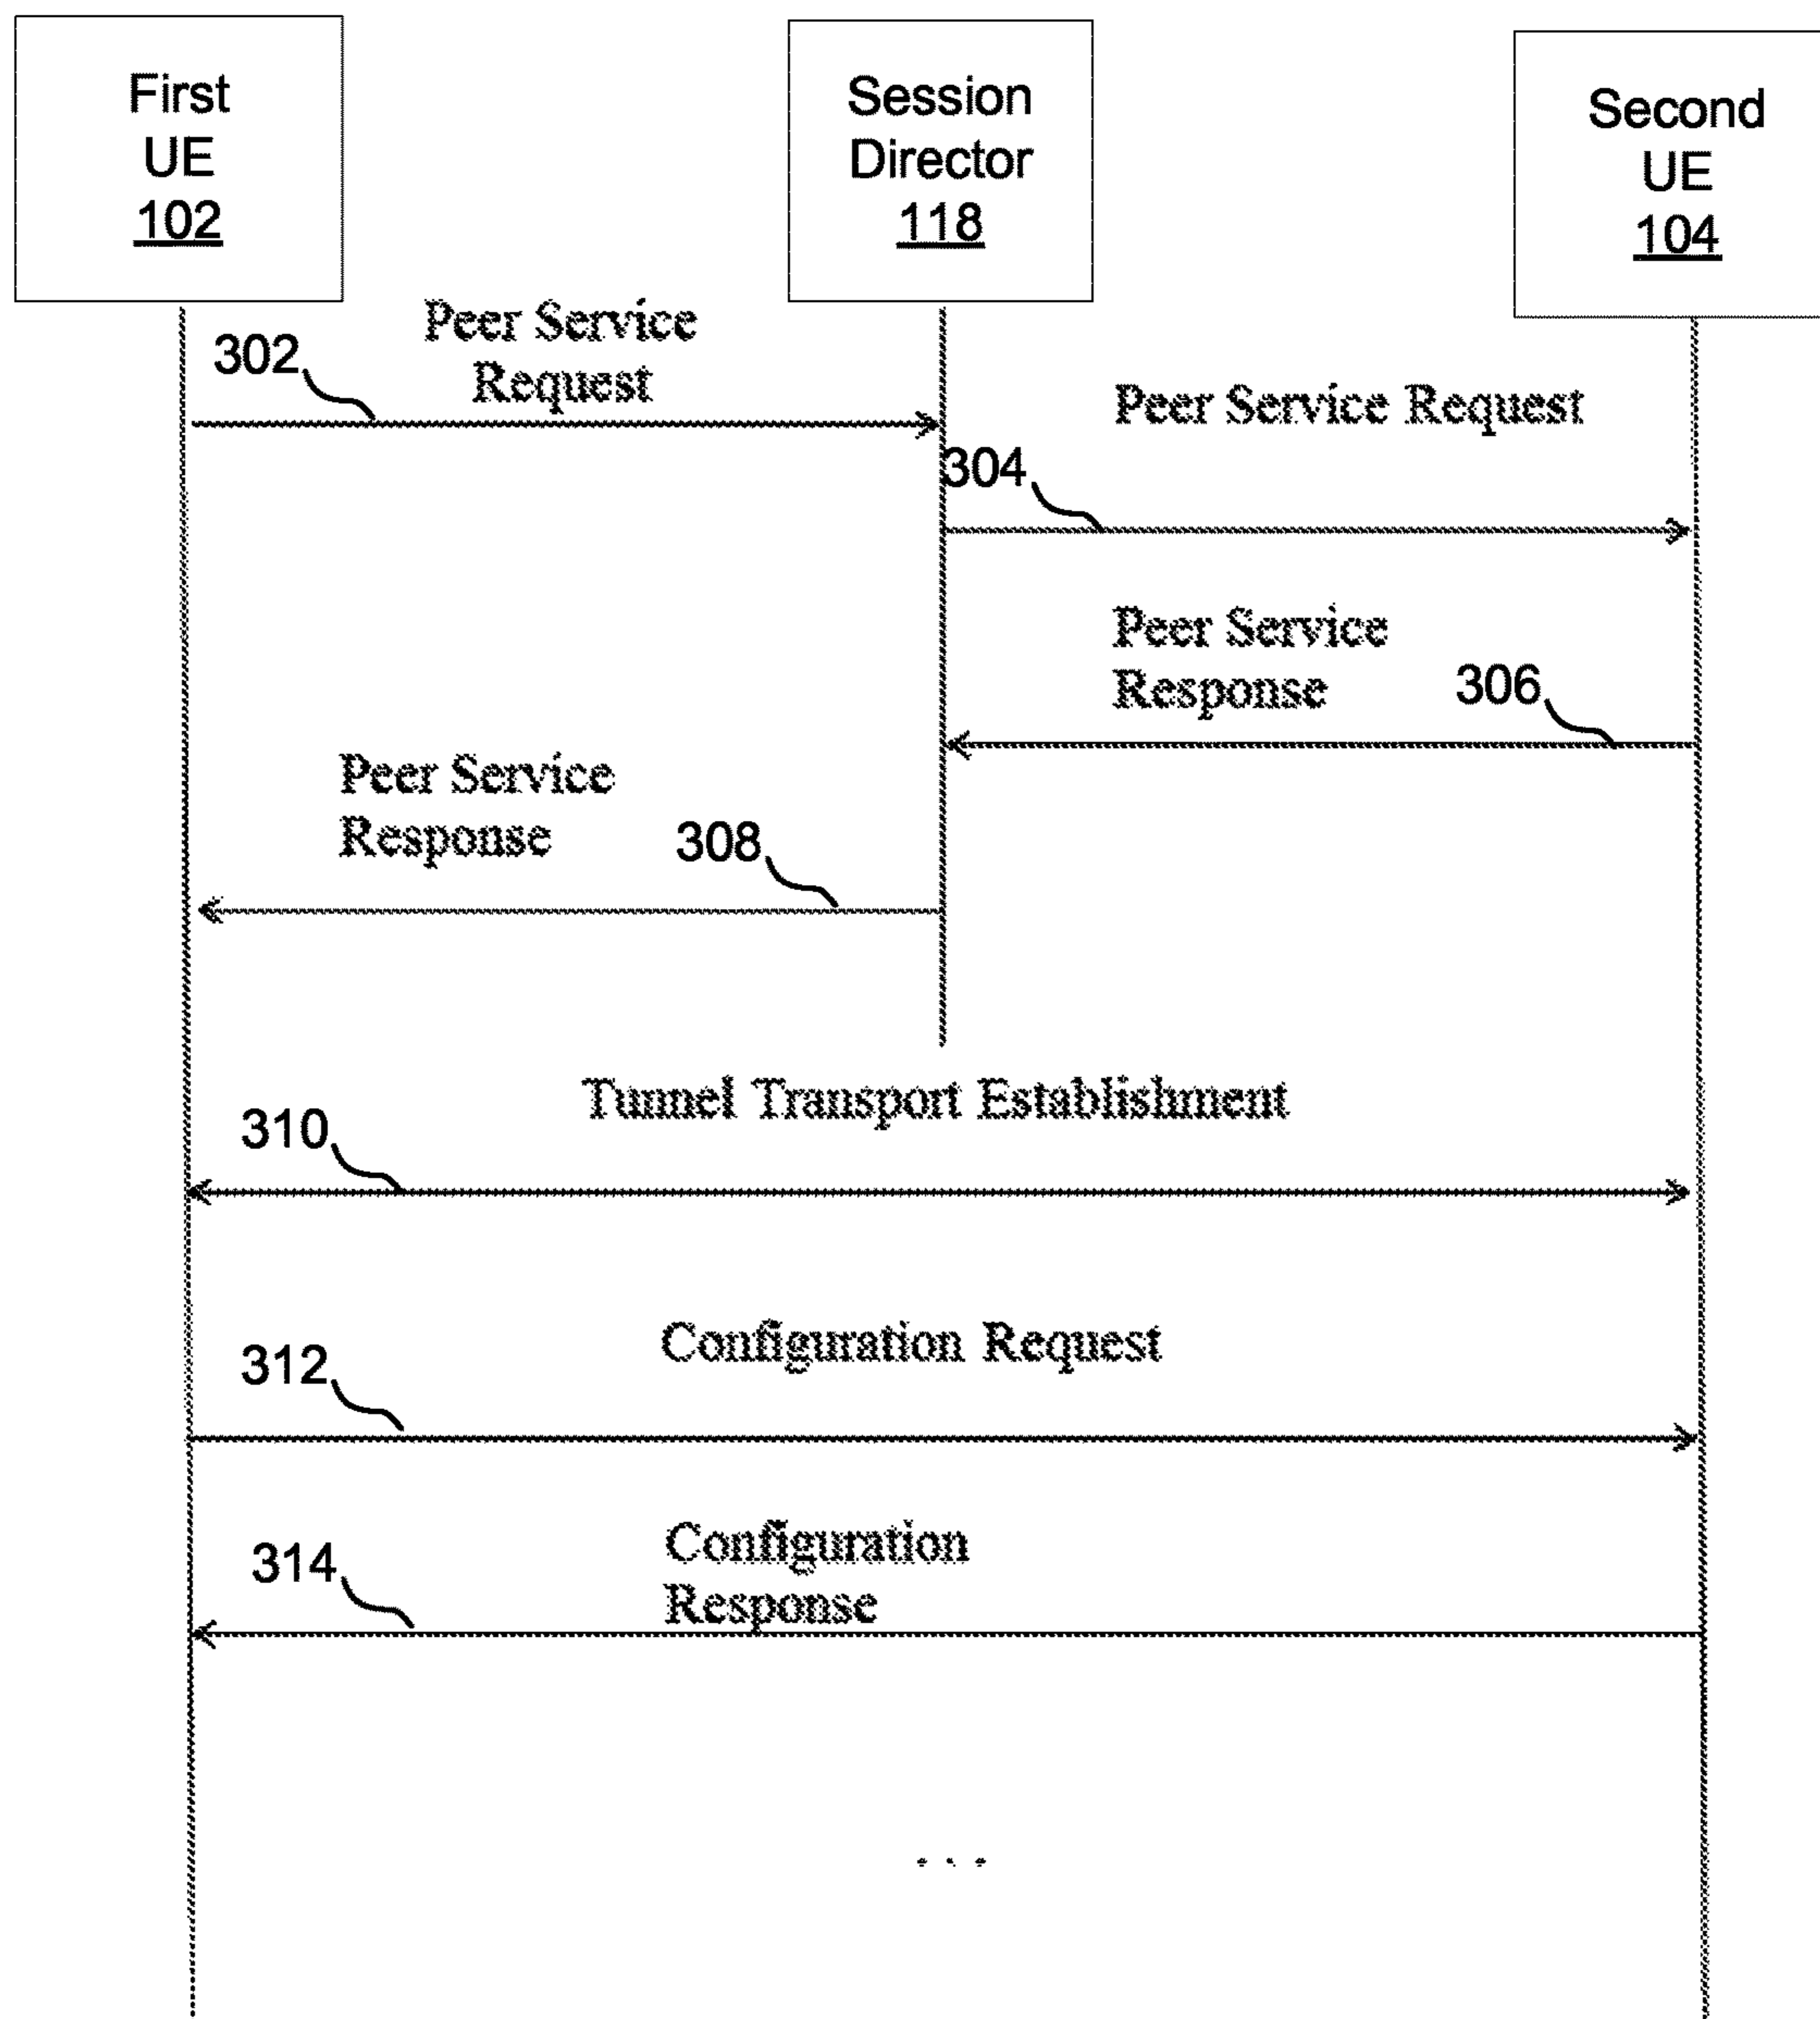 First
UE
102
Session
Director
118
Second
UE
104
Peer Service
Request
302
Peer Service Request
304
Peer Service
Response
306
Peer Service
Response
308
Tunnel Transport Establishment
310
Configuration Request
312
Configuration
Response
314
. . .